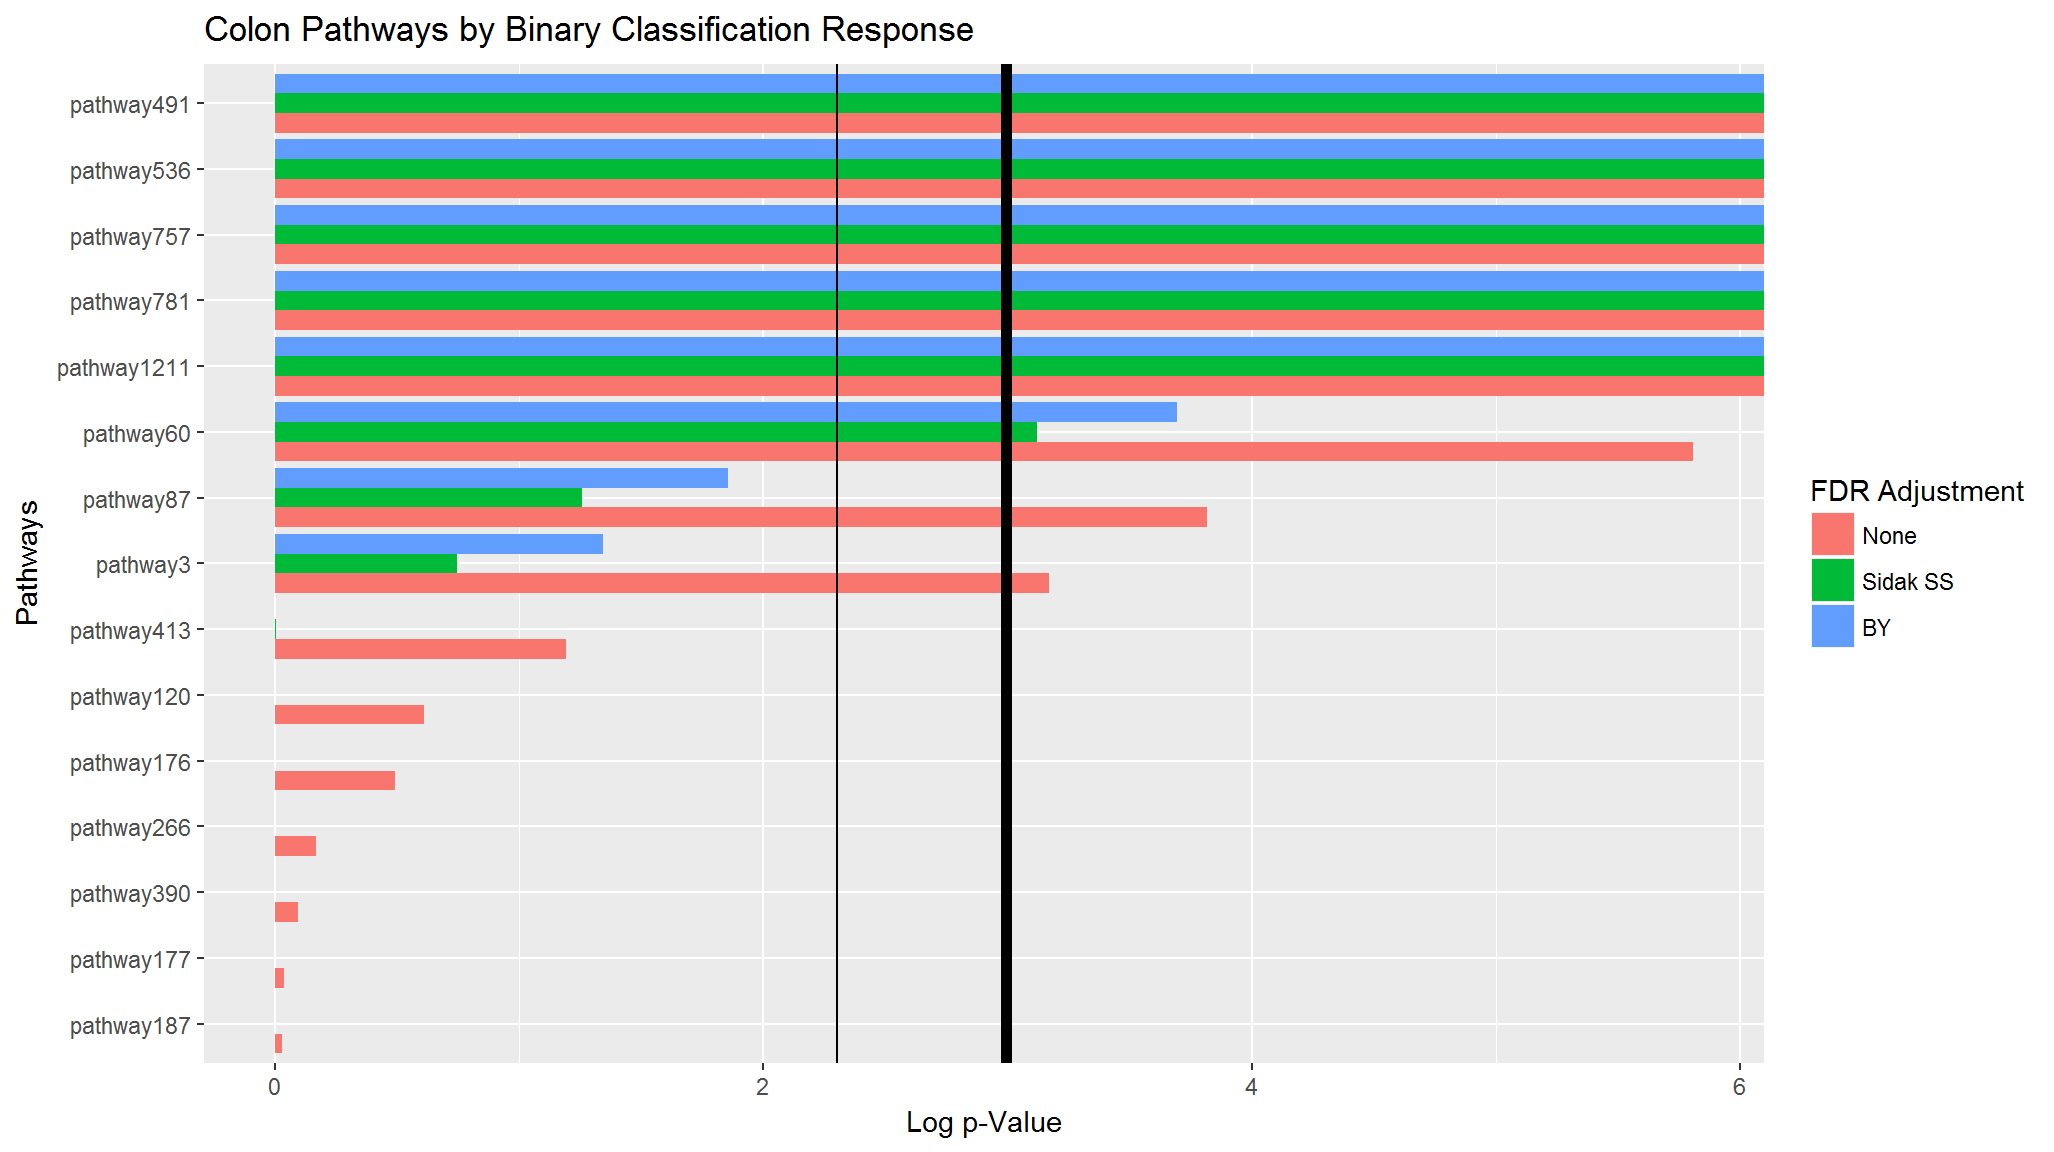 Colon Pathways by Binary Classification Response
pathway491
pathway536
pathway757
pathway781
pathway1211
pathway60
pathway87
pathway3
pathway413
pathway120
pathway176
pathway266
pathway390
pathway177
pathway187
Pathways
0 2 4 6
Log p-Value
FDR Adjustment
None
Sidak SS
BY